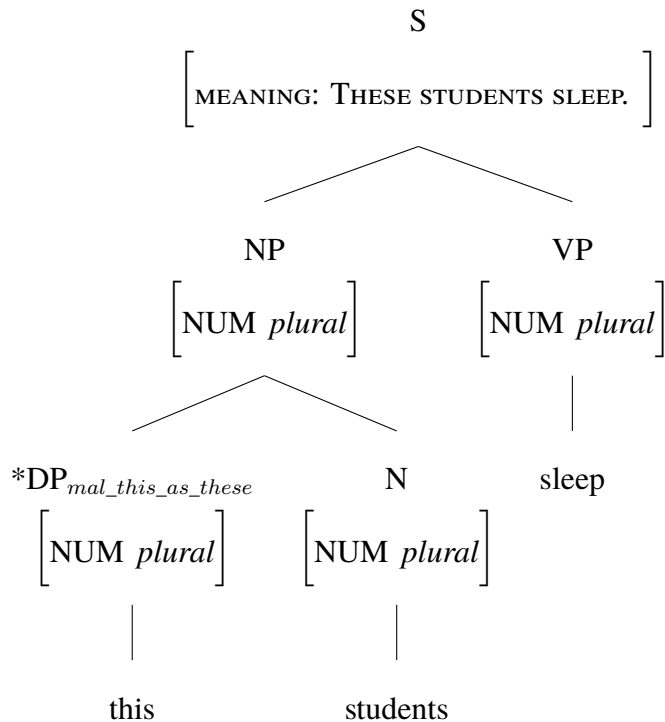 S
[MEANING: THESE STUDENTS SLEEP. ]
NP VP
[NUM plural] [NUM plural]
*DPmal_this_as_these N sleep
[NUM plural] [NUM plural]
this students